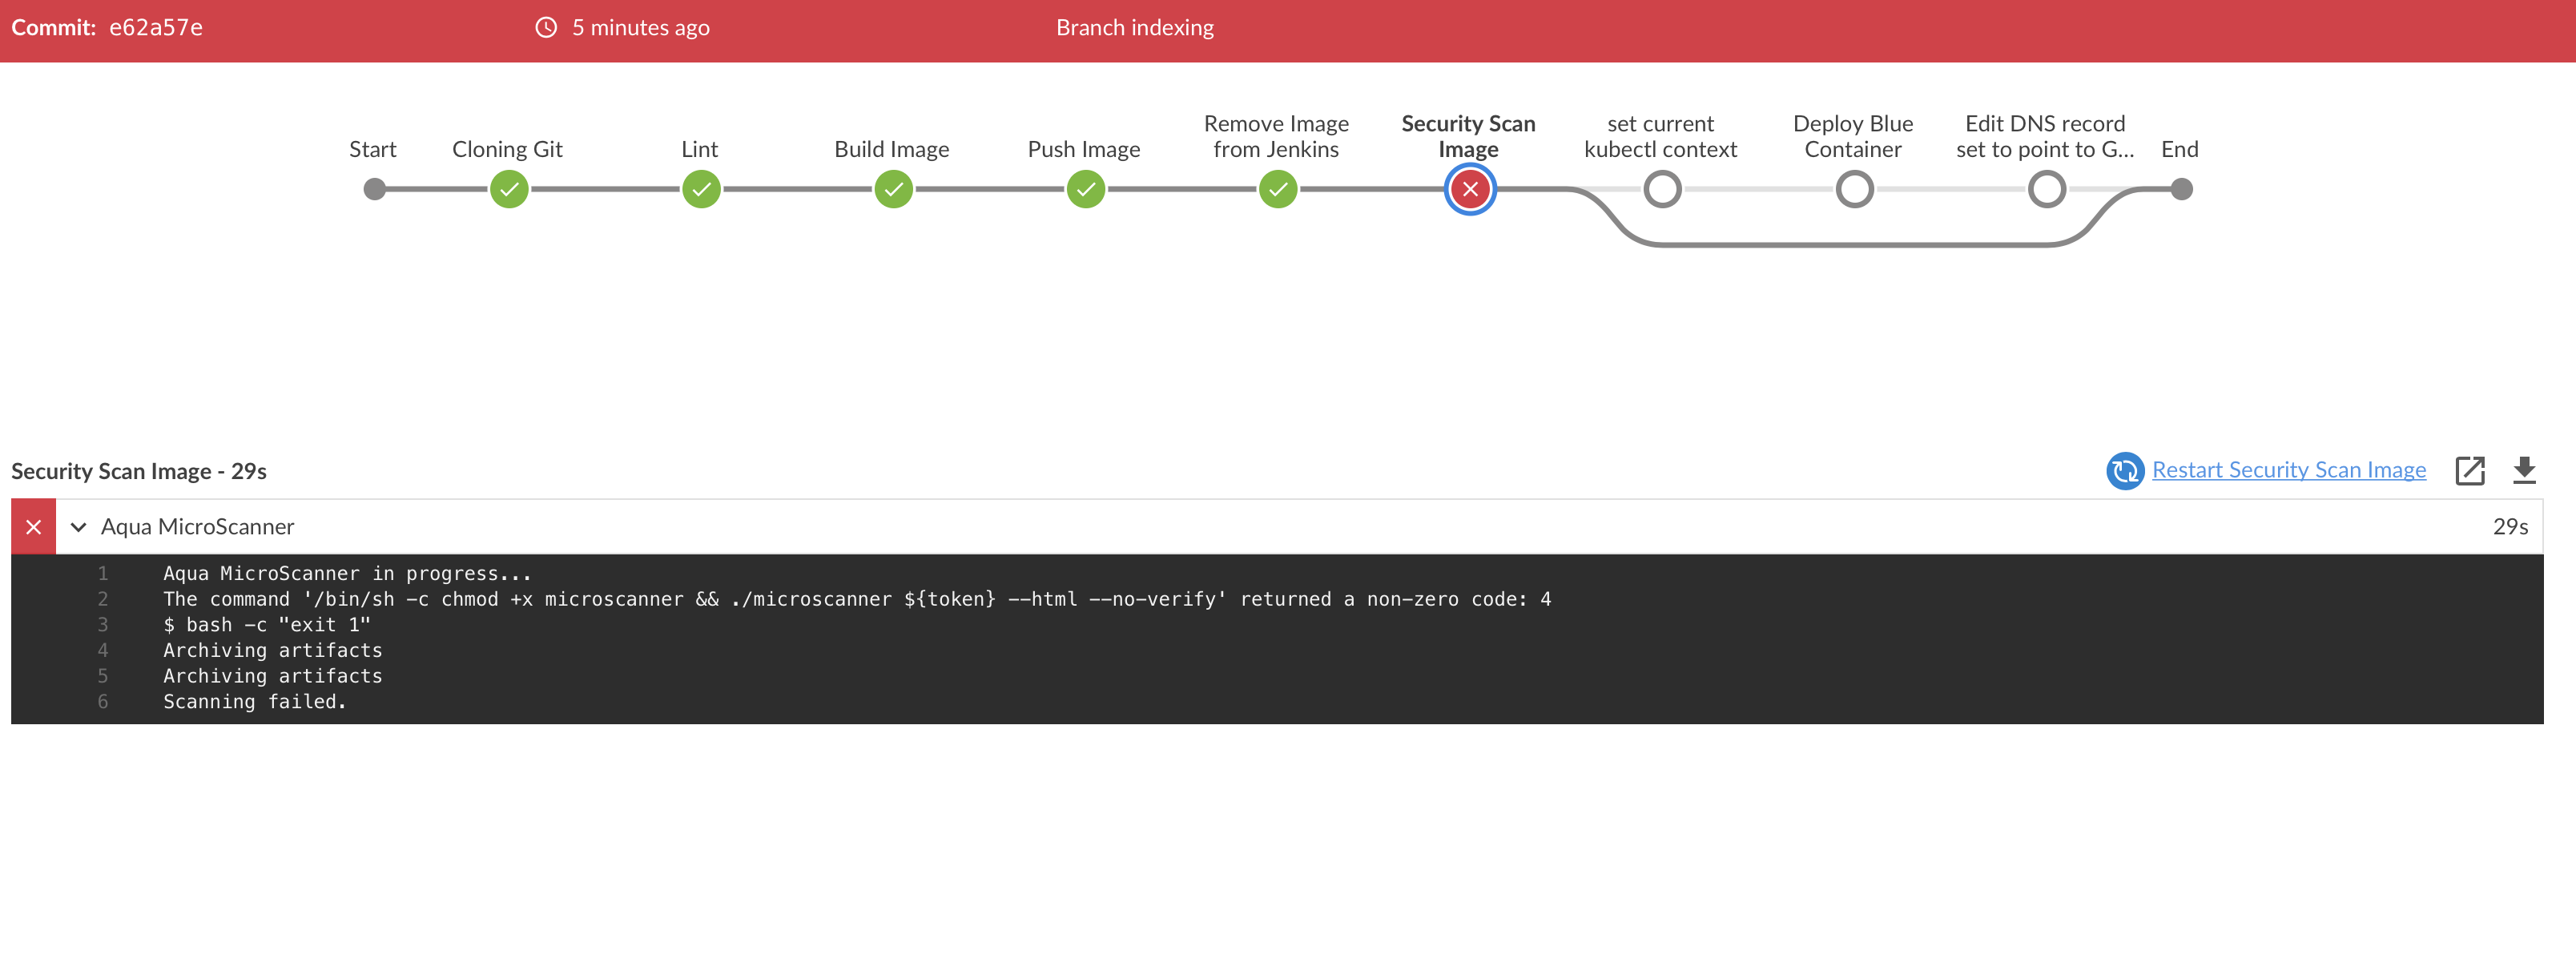 Commit: e62a57e 5 minutes ago Branch indexing
Start
Cloning Git
Lint
Build Image
Push Image
Remove Image
from Jenkins
Security Scan
Image
set current
kubectl context
Deploy Blue
Container
Edit DNS record
set to point to G...
End
Security Scan Image - 29s
Restart Security Scan Image
Aqua MicroScanner 29s
1 Aqua MicroScanner in progress...
2 The command '/bin/sh -c chmod +x microscanner && ./microscanner ${token} --html --no-verify' returned a non-zero code: 4
3 $ bash -c "exit 1"
4 Archiving artifacts
5 Archiving artifacts
6 Scanning failed.